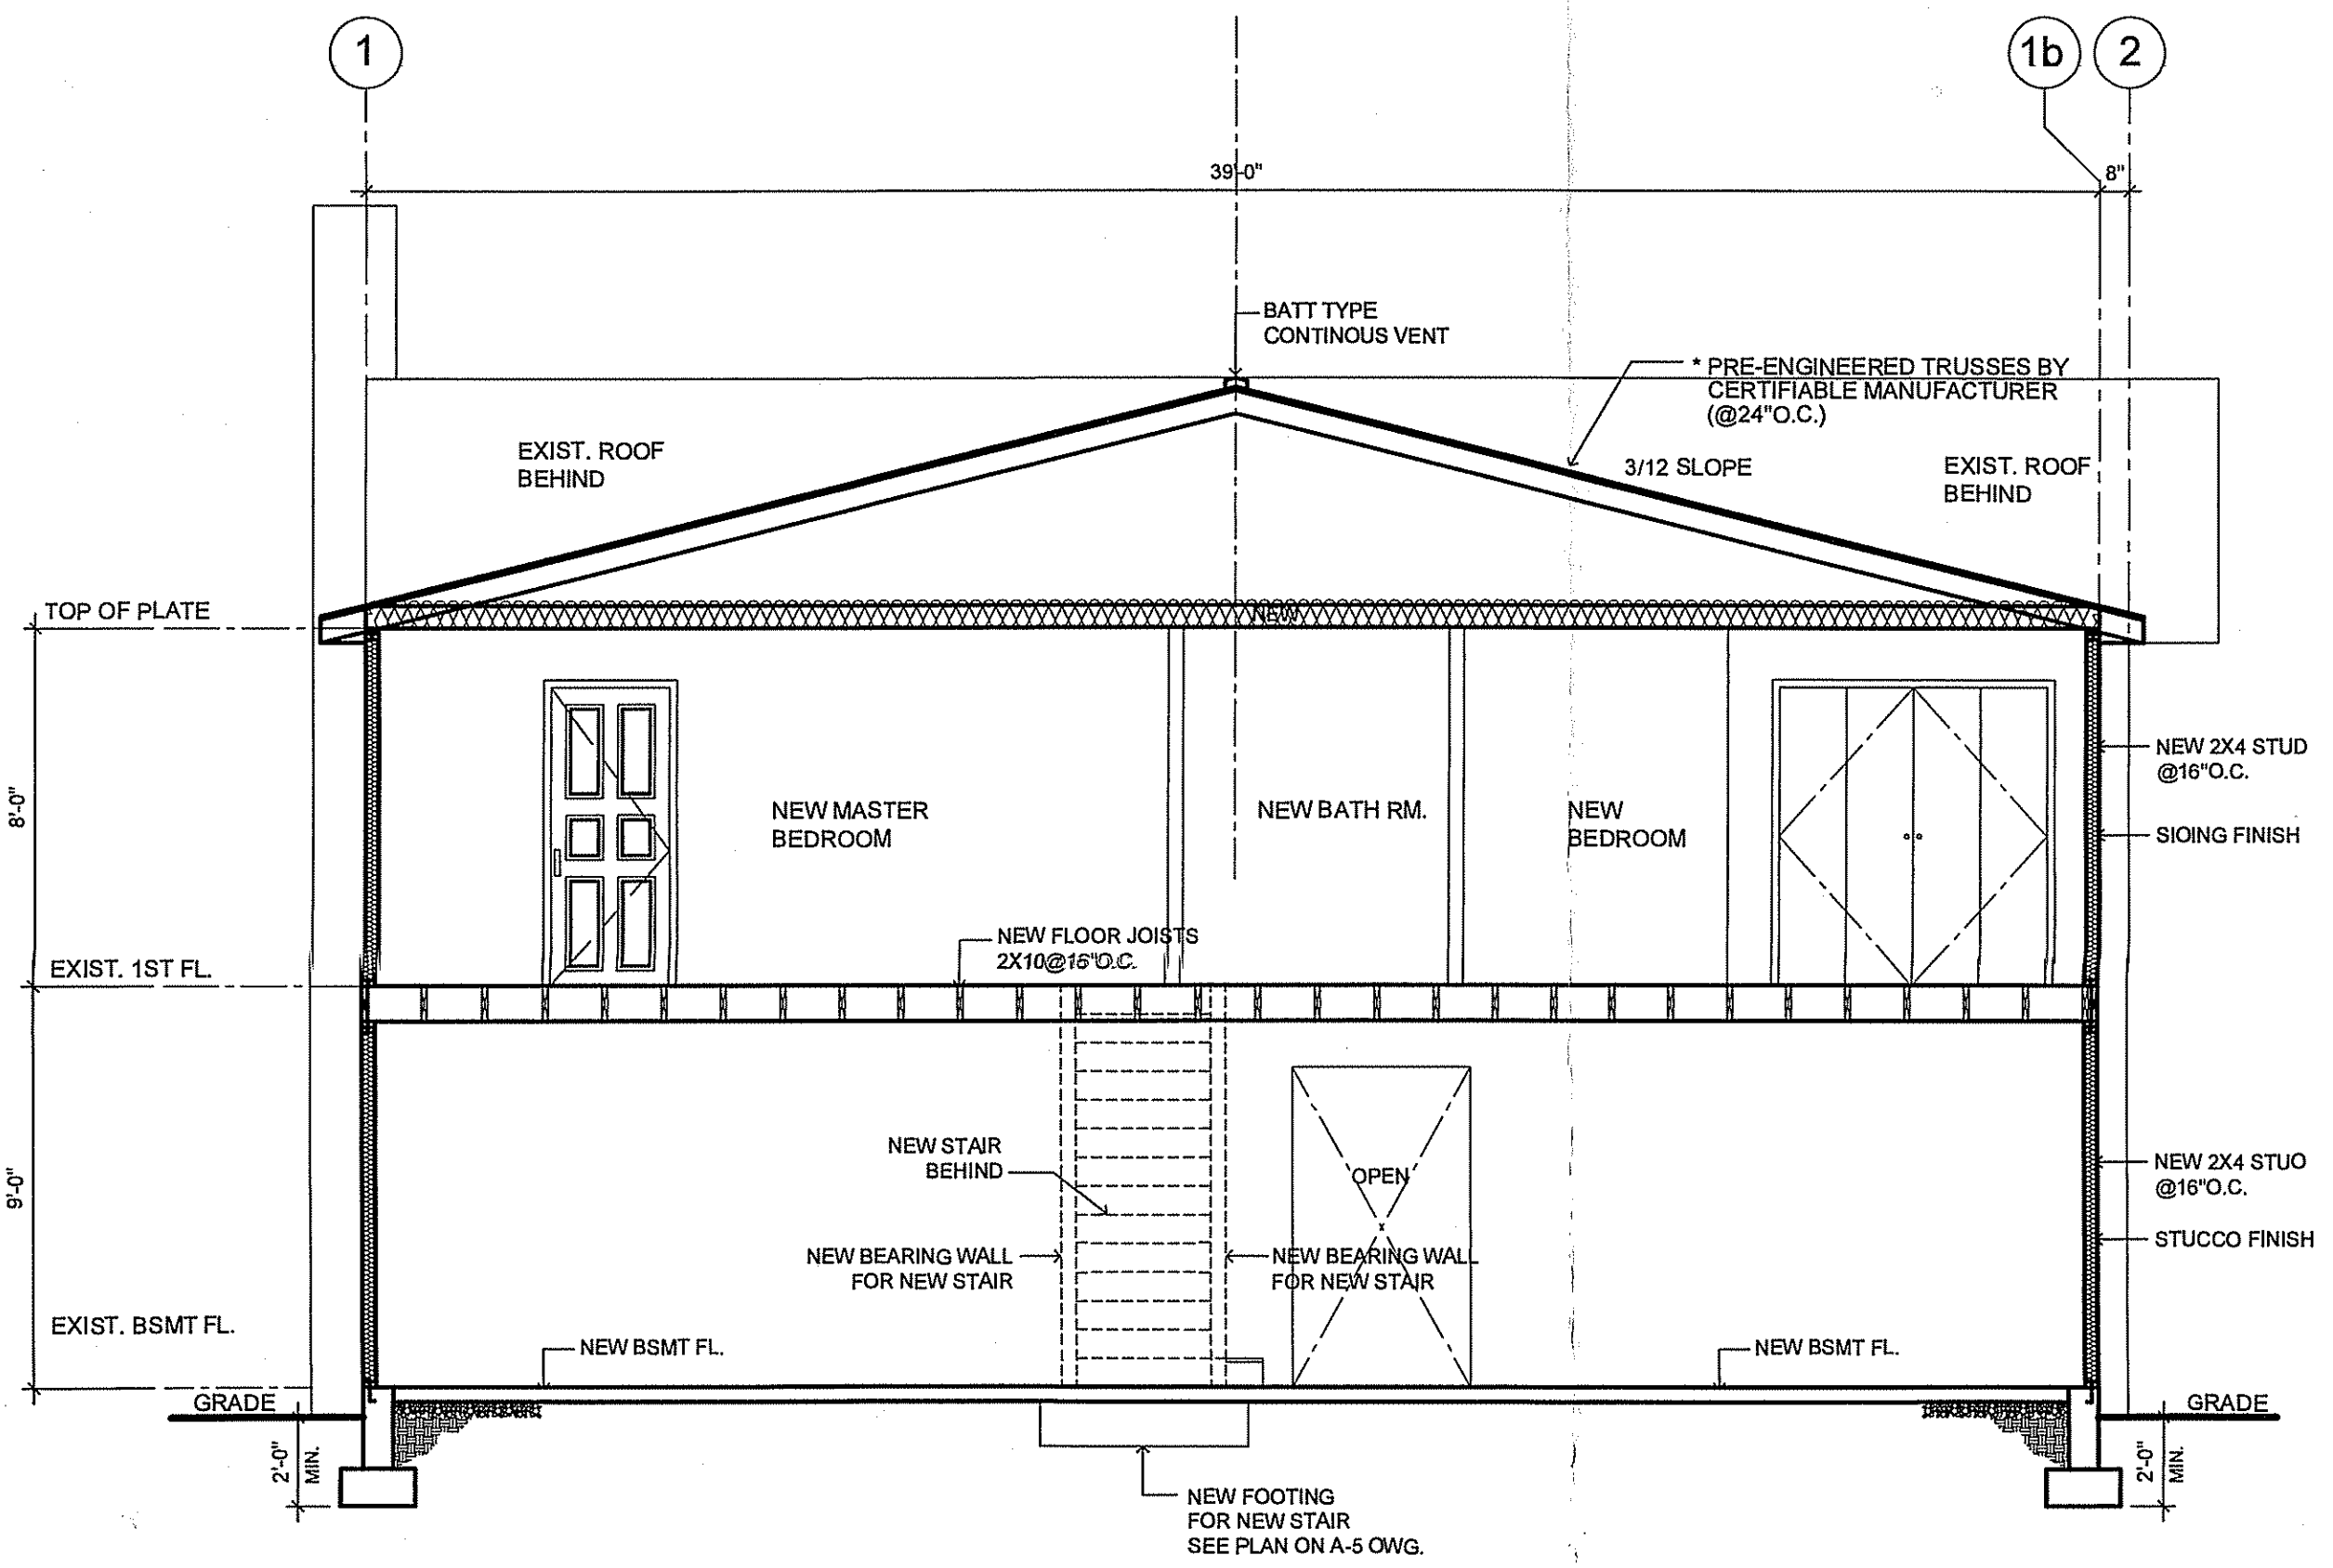 1
1b
2
39'-0"
8"
BATT TYPE
CONTINOUS VENT
* PRE-ENGINEERED TRUSSES BY
CERTIFIABLE MANUFACTURER
(@24"O.C.)
EXIST. ROOF
BEHIND
3/12 SLOPE
EXIST. ROOF
BEHIND
TOP OF PLATE
NEW
8'-0"
NEW MASTER
BEDROOM
NEW BATH RM.
NEW
BEDROOM
NEW 2X4 STUD
@16"O.C.
SIOING FINISH
NEW FLOOR JOISTS
2X10@16"O.C.
EXIST. 1ST FL.
9'-0"
NEW STAIR
BEHIND
OPEN
NEW 2X4 STUO
@16"O.C.
STUCCO FINISH
NEW BEARING WALL
FOR NEW STAIR
NEW BEARING WALL
FOR NEW STAIR
EXIST. BSMT FL.
NEW BSMT FL.
NEW BSMT FL.
GRADE
GRADE
2'-0"
MIN.
2'-0"
MIN.
NEW FOOTING
FOR NEW STAIR
SEE PLAN ON A-5 OWG.